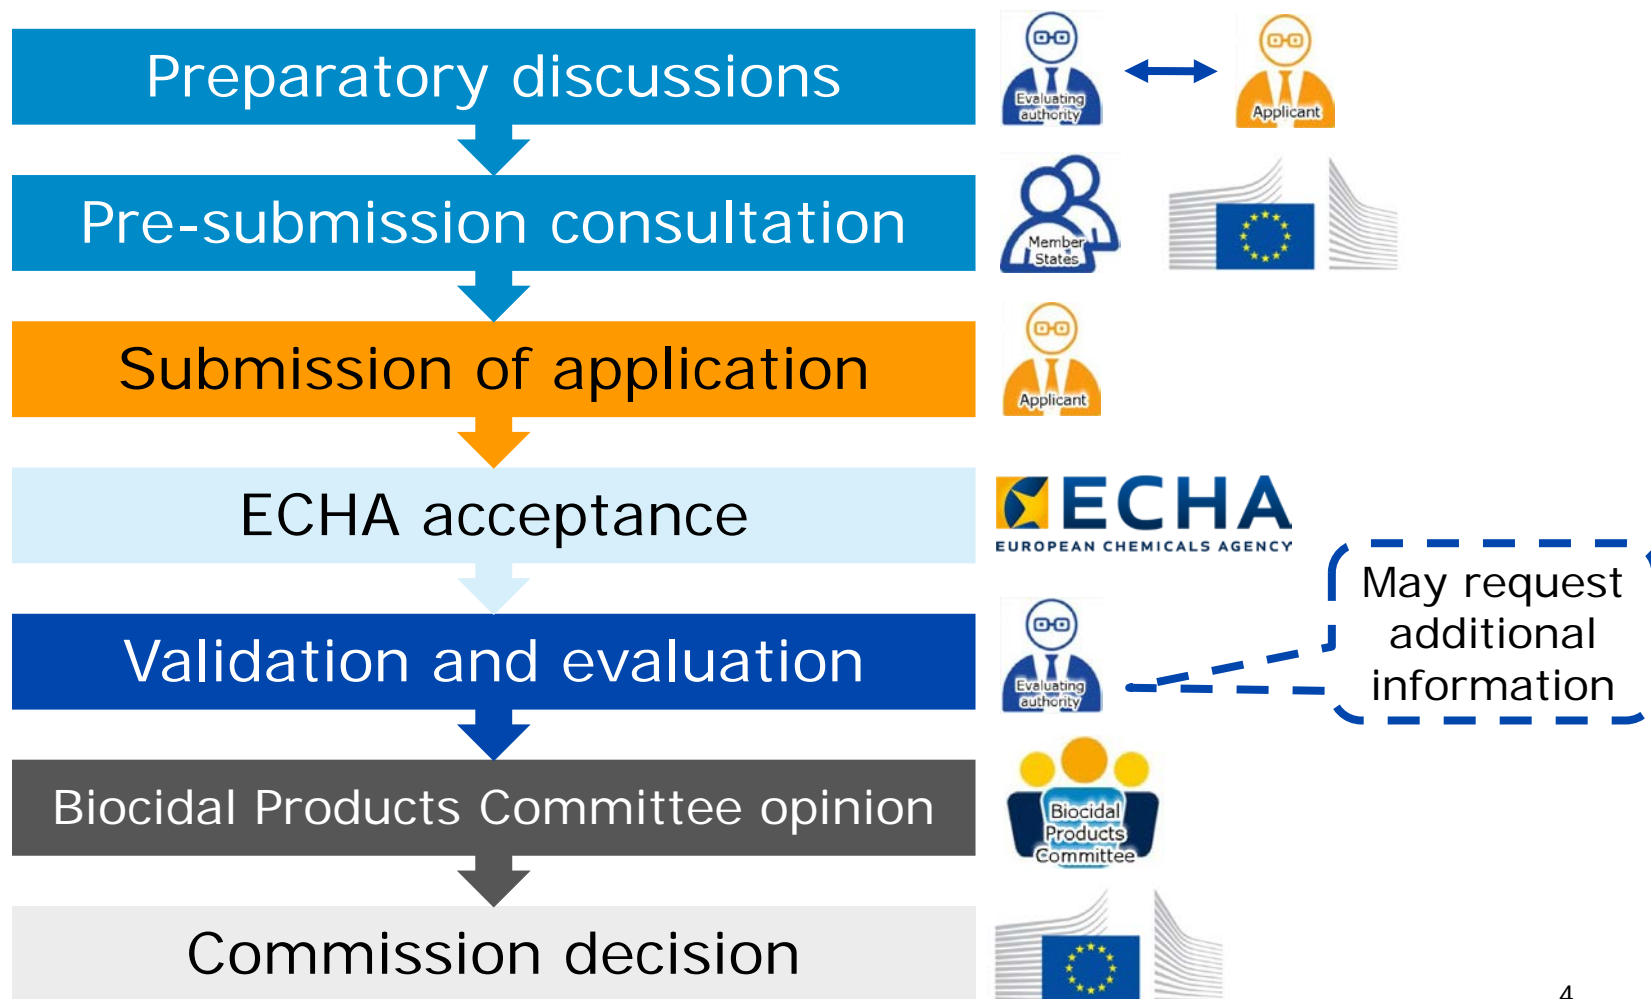 Preparatory discussions
Evaluating
authority
Applicant
Pre-submission consultation
Member
States
Submission of application
Applicant
ECHA acceptance
ECHA
EUROPEAN CHEMICALS AGENCY
May request
additional
information
Validation and evaluation
Evaluating
authority
Biocidal Products Committee opinion
Biocidal
Products
Committee
Commission decision
4